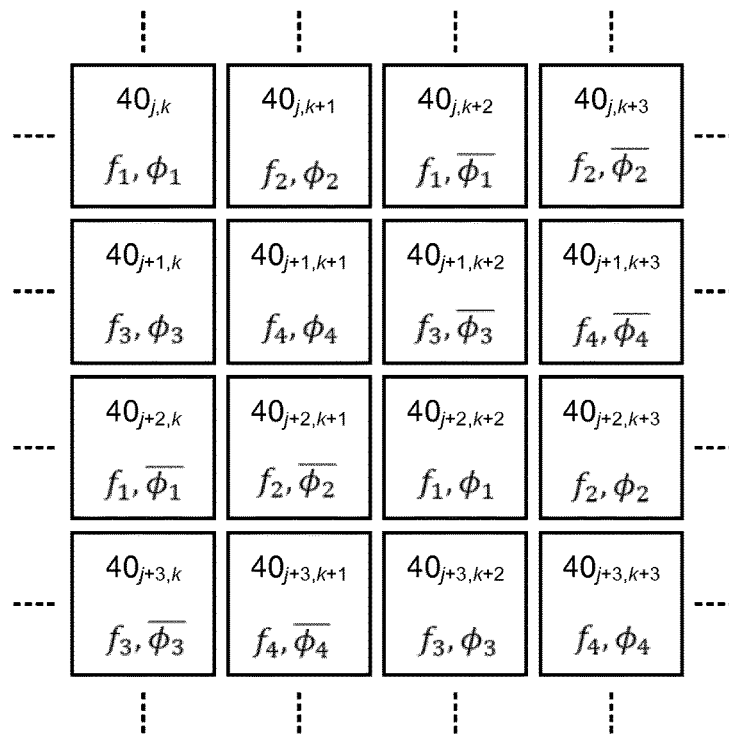 40j,k 40j,k+1 40j,k+2 40j,k+3
f₁, ϕ₁ f₂, ϕ₂ f₁, ϕ̅₁ f₂, ϕ̅₂
40j+1,k 40j+1,k+1 40j+1,k+2 40j+1,k+3
f₃, ϕ₃ f₄, ϕ₄ f₃, ϕ̅₃ f₄, ϕ̅₄
40j+2,k 40j+2,k+1 40j+2,k+2 40j+2,k+3
f₁, ϕ̅₁ f₂, ϕ̅₂ f₁, ϕ₁ f₂, ϕ₂
40j+3,k 40j+3,k+1 40j+3,k+2 40j+3,k+3
f₃, ϕ̅₃ f₄, ϕ̅₄ f₃, ϕ₃ f₄, ϕ₄